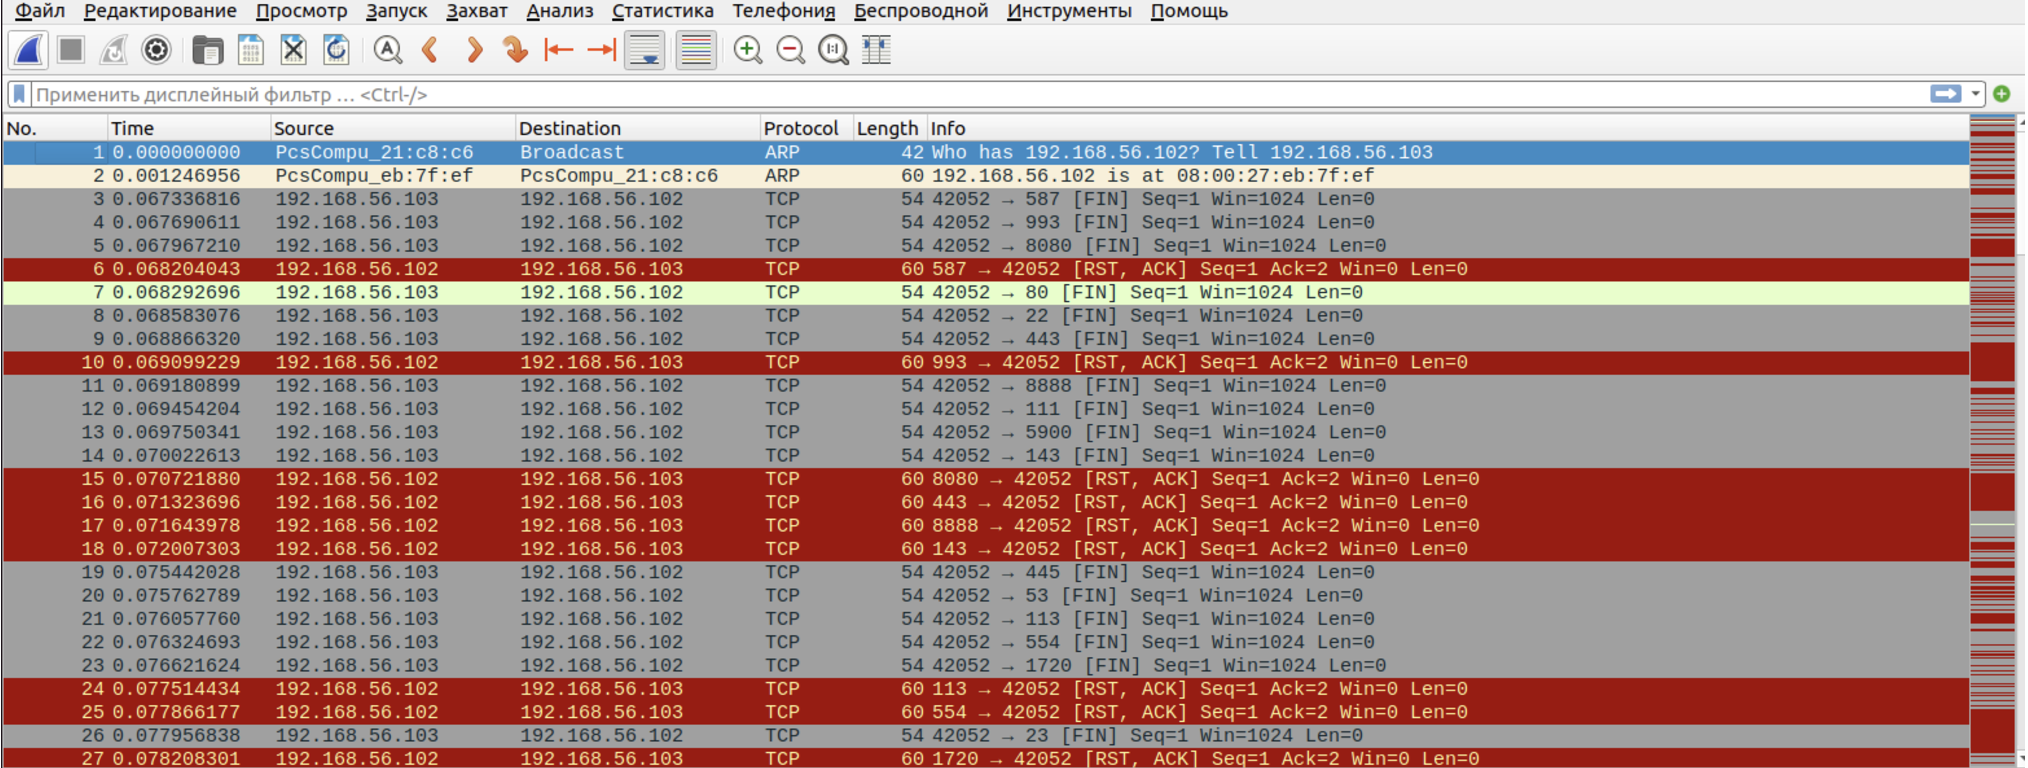 Файл Редактирование Просмотр Запуск Захват Анализ Статистика Телефония Беспроводной Инструменты Помощь
Применить дисплейный фильтр … <Ctrl-/>
No. Time Source Destination Protocol Length Info
1 0.000000000 PcsCompu_21:c8:c6 Broadcast ARP 42 Who has 192.168.56.102? Tell 192.168.56.103
2 0.001246956 PcsCompu_eb:7f:ef PcsCompu_21:c8:c6 ARP 60 192.168.56.102 is at 08:00:27:eb:7f:ef
3 0.067336816 192.168.56.103 192.168.56.102 TCP 54 42052 → 587 [FIN] Seq=1 Win=1024 Len=0
4 0.067690611 192.168.56.103 192.168.56.102 TCP 54 42052 → 993 [FIN] Seq=1 Win=1024 Len=0
5 0.067967210 192.168.56.103 192.168.56.102 TCP 54 42052 → 8080 [FIN] Seq=1 Win=1024 Len=0
6 0.068204043 192.168.56.102 192.168.56.103 TCP 60 587 → 42052 [RST, ACK] Seq=1 Ack=2 Win=0 Len=0
7 0.068292696 192.168.56.103 192.168.56.102 TCP 54 42052 → 80 [FIN] Seq=1 Win=1024 Len=0
8 0.068583076 192.168.56.103 192.168.56.102 TCP 54 42052 → 22 [FIN] Seq=1 Win=1024 Len=0
9 0.068866320 192.168.56.103 192.168.56.102 TCP 54 42052 → 443 [FIN] Seq=1 Win=1024 Len=0
10 0.069099229 192.168.56.102 192.168.56.103 TCP 60 993 → 42052 [RST, ACK] Seq=1 Ack=2 Win=0 Len=0
11 0.069180899 192.168.56.103 192.168.56.102 TCP 54 42052 → 8888 [FIN] Seq=1 Win=1024 Len=0
12 0.069454204 192.168.56.103 192.168.56.102 TCP 54 42052 → 111 [FIN] Seq=1 Win=1024 Len=0
13 0.069750341 192.168.56.103 192.168.56.102 TCP 54 42052 → 5900 [FIN] Seq=1 Win=1024 Len=0
14 0.070022613 192.168.56.103 192.168.56.102 TCP 54 42052 → 143 [FIN] Seq=1 Win=1024 Len=0
15 0.070721880 192.168.56.102 192.168.56.103 TCP 60 8080 → 42052 [RST, ACK] Seq=1 Ack=2 Win=0 Len=0
16 0.071323696 192.168.56.102 192.168.56.103 TCP 60 443 → 42052 [RST, ACK] Seq=1 Ack=2 Win=0 Len=0
17 0.071643978 192.168.56.102 192.168.56.103 TCP 60 8888 → 42052 [RST, ACK] Seq=1 Ack=2 Win=0 Len=0
18 0.072007303 192.168.56.102 192.168.56.103 TCP 60 143 → 42052 [RST, ACK] Seq=1 Ack=2 Win=0 Len=0
19 0.075442028 192.168.56.103 192.168.56.102 TCP 54 42052 → 445 [FIN] Seq=1 Win=1024 Len=0
20 0.075762789 192.168.56.103 192.168.56.102 TCP 54 42052 → 53 [FIN] Seq=1 Win=1024 Len=0
21 0.076057760 192.168.56.103 192.168.56.102 TCP 54 42052 → 113 [FIN] Seq=1 Win=1024 Len=0
22 0.076324693 192.168.56.103 192.168.56.102 TCP 54 42052 → 554 [FIN] Seq=1 Win=1024 Len=0
23 0.076621624 192.168.56.103 192.168.56.102 TCP 54 42052 → 1720 [FIN] Seq=1 Win=1024 Len=0
24 0.077514434 192.168.56.102 192.168.56.103 TCP 60 113 → 42052 [RST, ACK] Seq=1 Ack=2 Win=0 Len=0
25 0.077866177 192.168.56.102 192.168.56.103 TCP 60 554 → 42052 [RST, ACK] Seq=1 Ack=2 Win=0 Len=0
26 0.077956838 192.168.56.103 192.168.56.102 TCP 54 42052 → 23 [FIN] Seq=1 Win=1024 Len=0
27 0.078208301 192.168.56.102 192.168.56.103 TCP 60 1720 → 42052 [RST, ACK] Seq=1 Ack=2 Win=0 Len=0